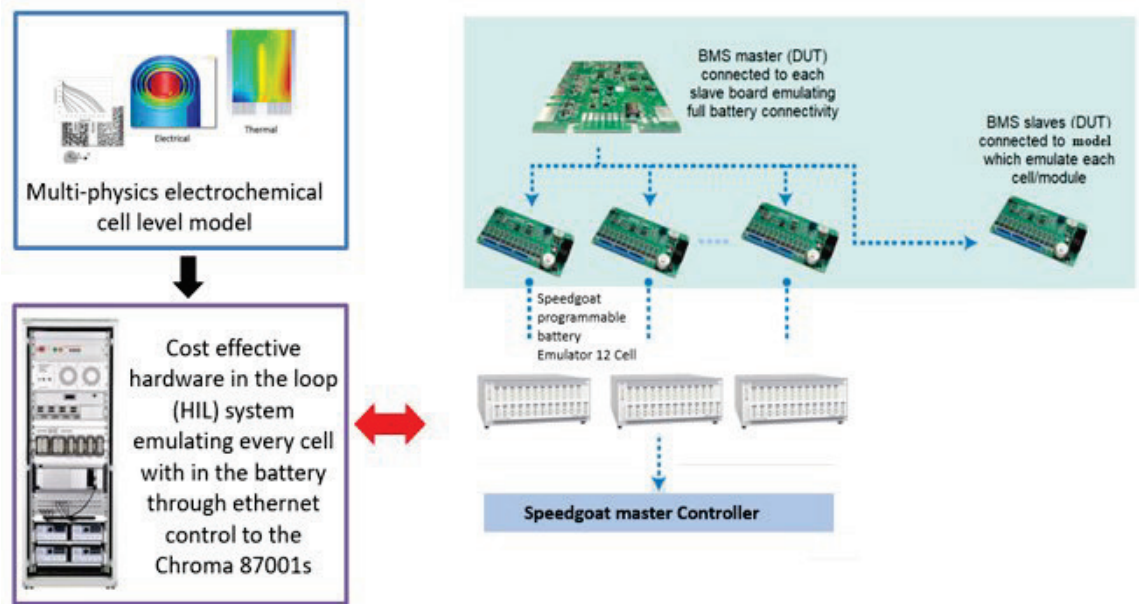 Electrical
Thermal
Multi-physics electrochemical
cell level model
Cost effective
hardware in the loop
(HIL) system
emulating every cell
with in the battery
through ethernet
control to the
Chroma 87001s
BMS master (DUT)
connected to each
slave board emulating
full battery connectivity
BMS slaves (DUT)
connected to model
which emulate each
cell/module
Speedgoat
programmable
battery
Emulator 12 Cell
Speedgoat master Controller